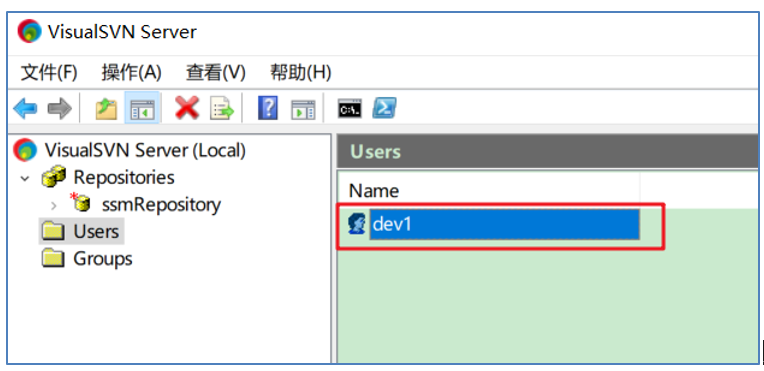 VisualSVN Server
文件(F) 操作(A) 查看(V) 帮助(H)
VisualSVN Server (Local)
Repositories
ssmRepository
Users
Groups
Users
Name
dev1